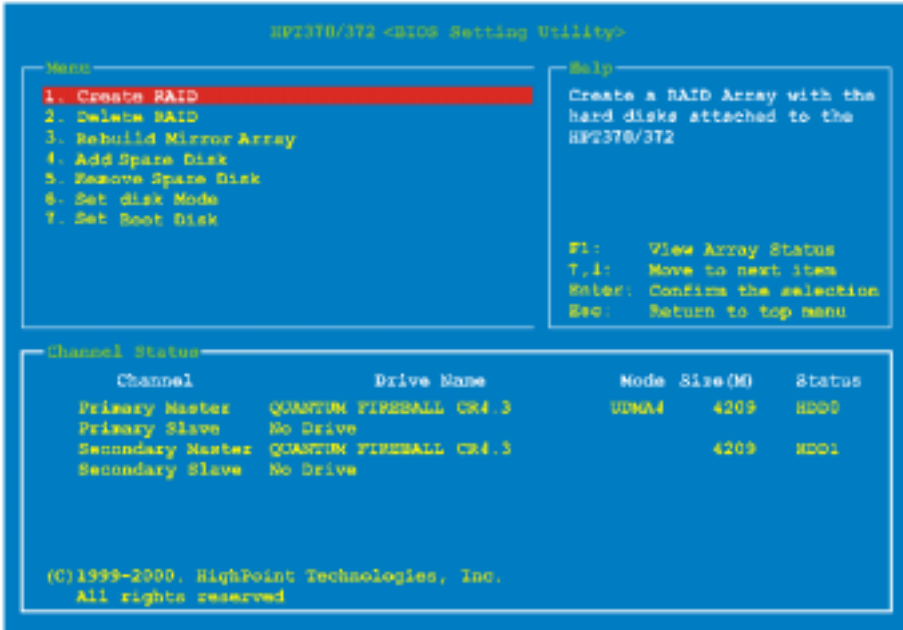 HPT370/372 <BIOS Setting Utility>
Menu
1. Create RAID
2. Delete RAID
3. Rebuild Mirror Array
4. Add Spare Disk
5. Remove Spare Disk
6. Set disk Mode
7. Set Boot Disk
Help
Create a RAID Array with the
hard disks attached to the
HPT370/372
F1: View Array Status
↑,↓: Move to next item
Enter: Confirm the selection
Esc: Return to top menu
Channel Status
Channel Drive Name Mode Size(M) Status
Primary Master QUANTUM FIREBALL CR4.3 UDMA4 4209 HDD0
Primary Slave No Drive
Secondary Master QUANTUM FIREBALL CR4.3 4209 HDD1
Secondary Slave No Drive
(C)1999-2000. HighPoint Technologies, Inc.
All rights reserved